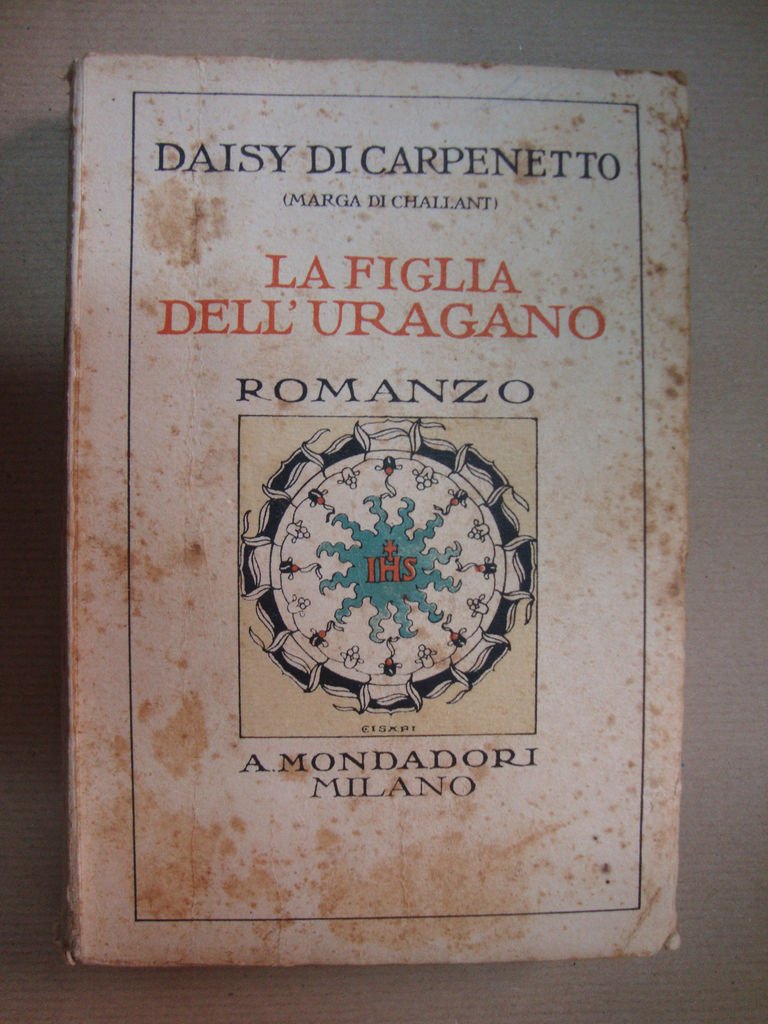 DAISY DI CARPENETTO
(MARGA DI CHALLANT)
LA FIGLIA
DELL'URAGANO
ROMANZO
IHS
CISARI
A. MONDADORI
MILANO